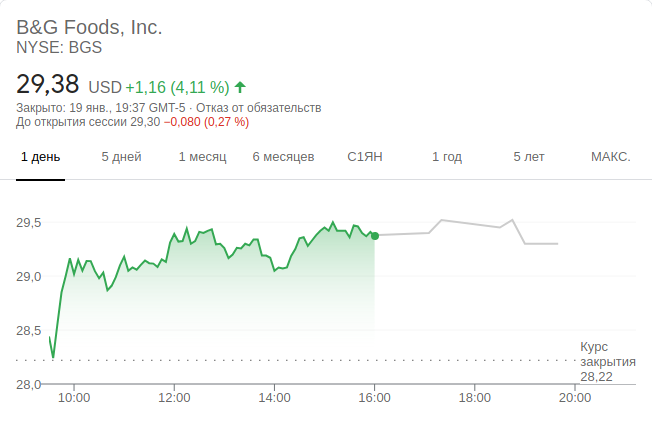 B&G Foods, Inc.
NYSE: BGS
29,38 USD +1,16 (4,11 %)
Закрыто: 19 янв., 19:37 GMT-5 · Отказ от обязательств
До открытия сессии 29,30 −0,080 (0,27 %)
1 день 5 дней 1 месяц 6 месяцев С1ЯН 1 год 5 лет МАКС.
29,5
29,0
28,5
Курс
закрытия
28,22
28,0
10:00 12:00 14:00 16:00 18:00 20:00